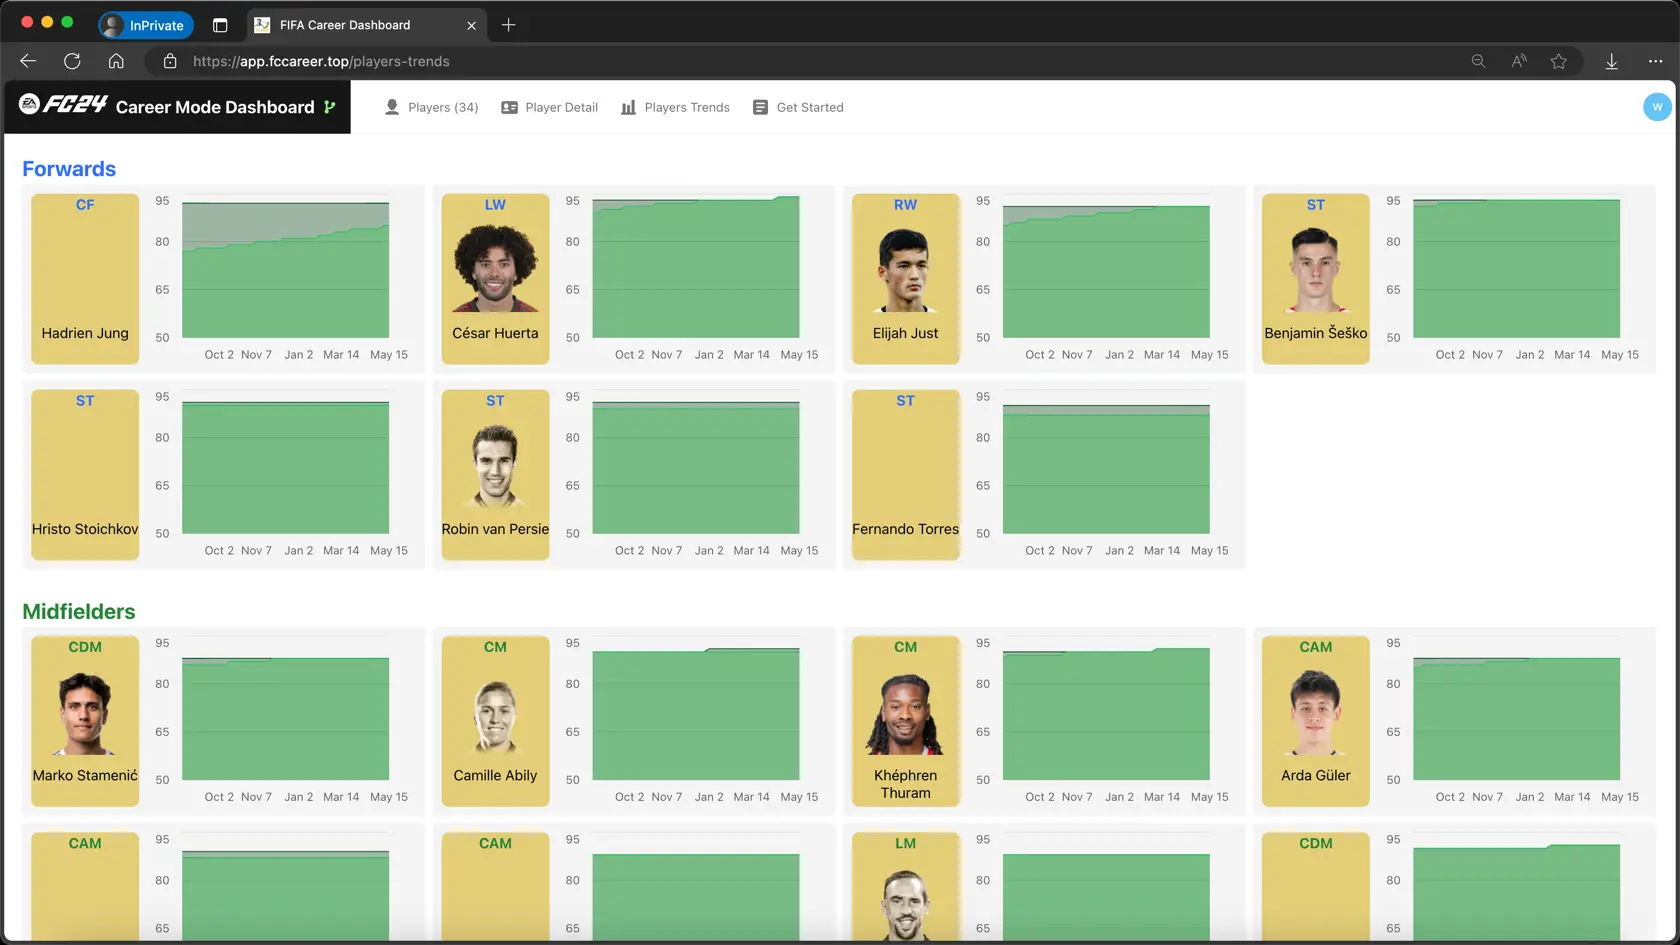 InPrivate
FIFA Career Dashboard
https://app.fccareer.top/players-trends
EA SPORTS FC24 Career Mode Dashboard
Players (34)
Player Detail
Players Trends
Get Started
W
Forwards
CF
Hadrien Jung
95
80
65
50
Oct 2 Nov 7 Jan 2 Mar 14 May 15
LW
César Huerta
95
80
65
50
Oct 2 Nov 7 Jan 2 Mar 14 May 15
RW
Elijah Just
95
80
65
50
Oct 2 Nov 7 Jan 2 Mar 14 May 15
ST
Benjamin Šeško
95
80
65
50
Oct 2 Nov 7 Jan 2 Mar 14 May 15
ST
Hristo Stoichkov
95
80
65
50
Oct 2 Nov 7 Jan 2 Mar 14 May 15
ST
Robin van Persie
95
80
65
50
Oct 2 Nov 7 Jan 2 Mar 14 May 15
ST
Fernando Torres
95
80
65
50
Oct 2 Nov 7 Jan 2 Mar 14 May 15
Midfielders
CDM
Marko Stamenić
95
80
65
50
Oct 2 Nov 7 Jan 2 Mar 14 May 15
CM
Camille Abily
95
80
65
50
Oct 2 Nov 7 Jan 2 Mar 14 May 15
CM
Khéphren
Thuram
95
80
65
50
Oct 2 Nov 7 Jan 2 Mar 14 May 15
CAM
Arda Güler
95
80
65
50
Oct 2 Nov 7 Jan 2 Mar 14 May 15
CAM
95
80
65
CAM
95
80
65
LM
95
80
65
CDM
95
80
65